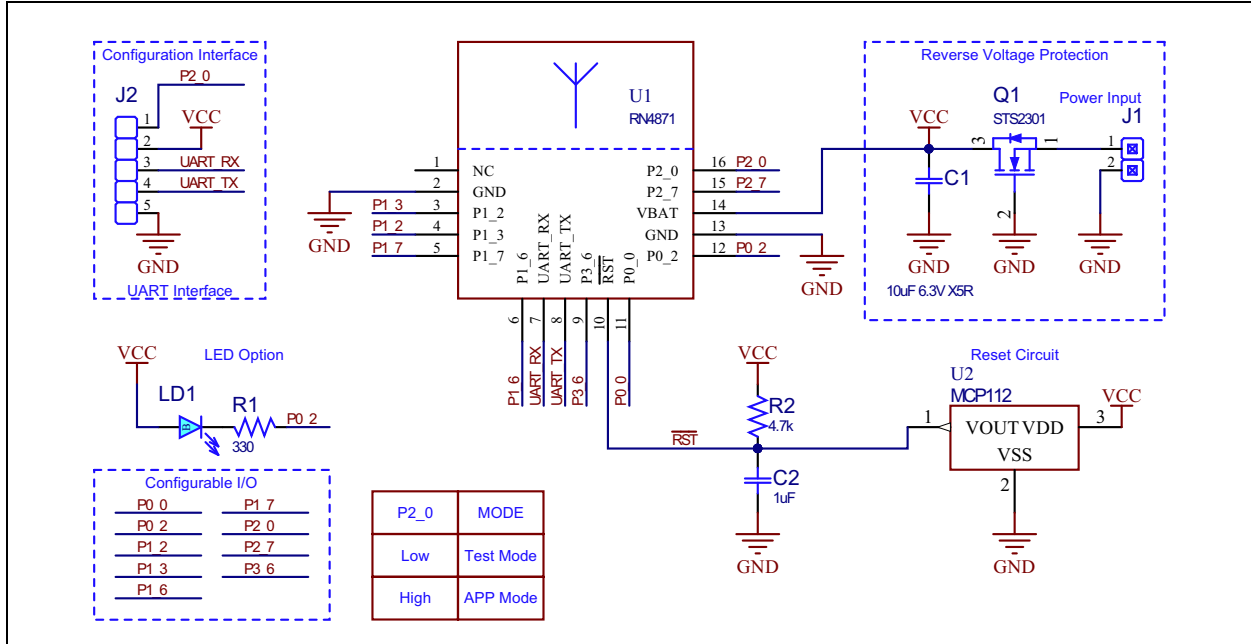 Configuration Interface
P2_0
J2
VCC
1
2
3 UART_RX
4 UART_TX
5
GND
UART Interface
U1
RN4871
1 NC
2 GND
GND
P1_3 3 P1_2
P1_2 4 P1_3
P1_7 5 P1_7
P2_0 16 P2_0
P2_7 15 P2_7
VBAT 14
GND 13
P0_2 12 P0_2
GND
P1_6 UART_RX UART_TX P3_6 RST P0_0
6 7 8 9 10 11
P1_6 UART_RX UART_TX P3_6 P0_0
Reverse Voltage Protection
Q1
STS2301
Power Input
J1
VCC
3 1
1
2
C1
2
GND GND GND
10uF 6.3V X5R
VCC
LED Option
LD1
B
R1
330
P0_2
VCC
R2
4.7k
RST
C2
1uF
GND
Reset Circuit
U2
MCP112
1 VOUT VDD 3
VCC
VSS
2
GND
Configurable I/O
P0_0 P1_7
P0_2 P2_0
P1_2 P2_7
P1_3 P3_6
P1_6
P2_0 MODE
Low Test Mode
High APP Mode